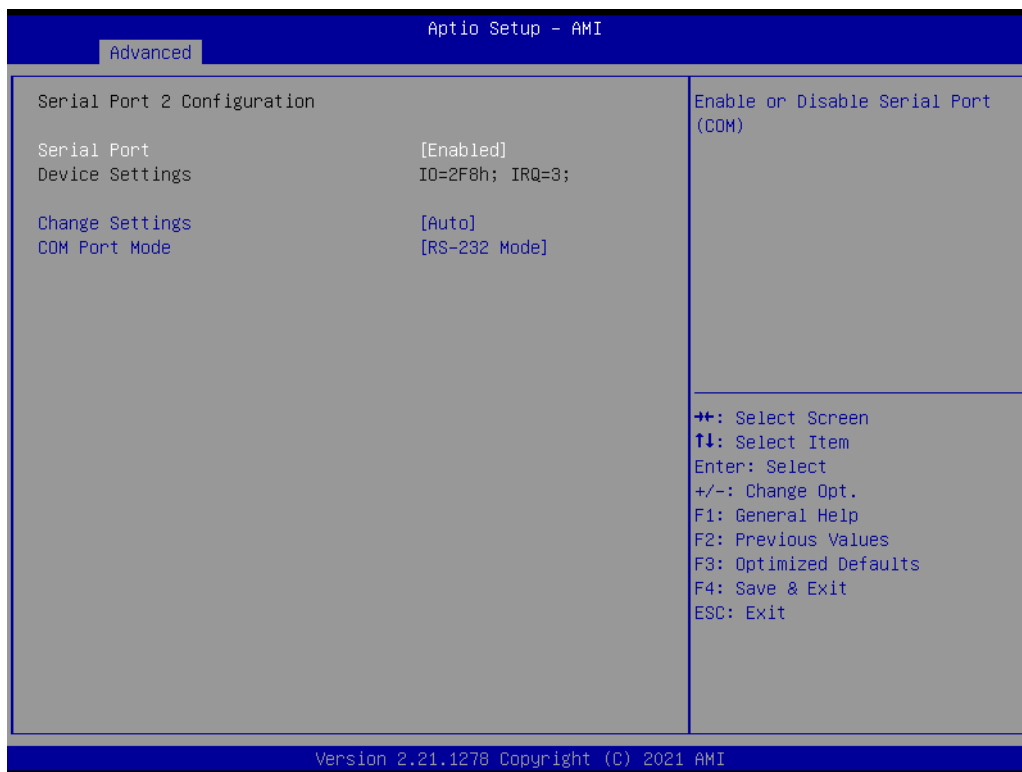 Aptio Setup – AMI
Advanced
Serial Port 2 Configuration
Serial Port [Enabled]
Device Settings IO=2F8h; IRQ=3;
Change Settings [Auto]
COM Port Mode [RS-232 Mode]
Enable or Disable Serial Port
(COM)
→←: Select Screen
↑↓: Select Item
Enter: Select
+/-: Change Opt.
F1: General Help
F2: Previous Values
F3: Optimized Defaults
F4: Save & Exit
ESC: Exit
Version 2.21.1278 Copyright (C) 2021 AMI